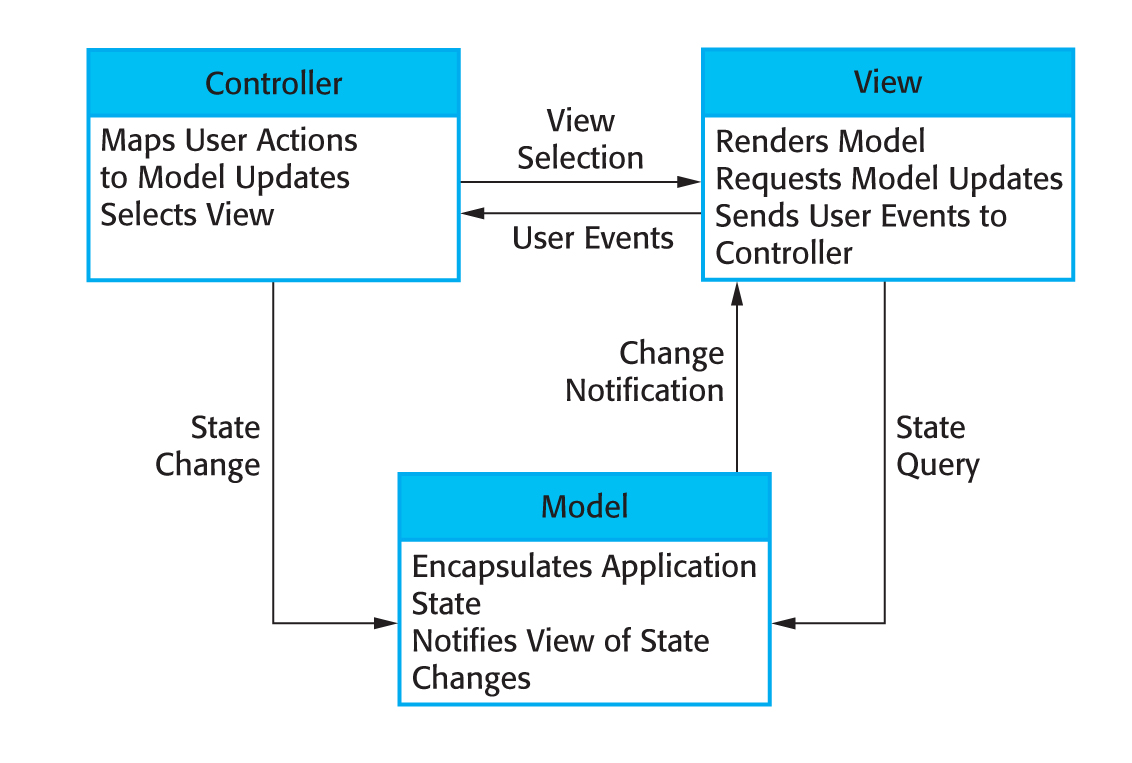 Controller
Maps User Actions
to Model Updates
Selects View
View
Selection
User Events
View
Renders Model
Requests Model Updates
Sends User Events to
Controller
State
Change
Change
Notification
State
Query
Model
Encapsulates Application
State
Notifies View of State
Changes